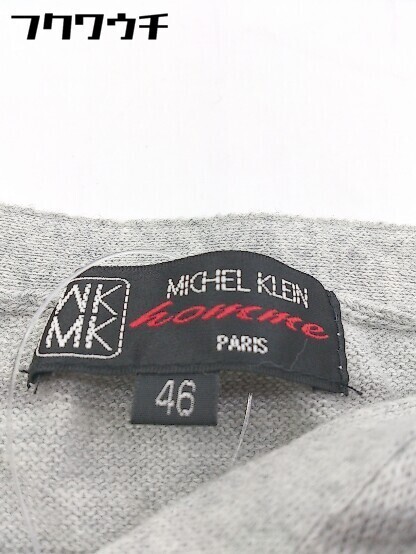 フクワウチ
MICHEL KLEIN
homme
PARIS
MK
MK
46